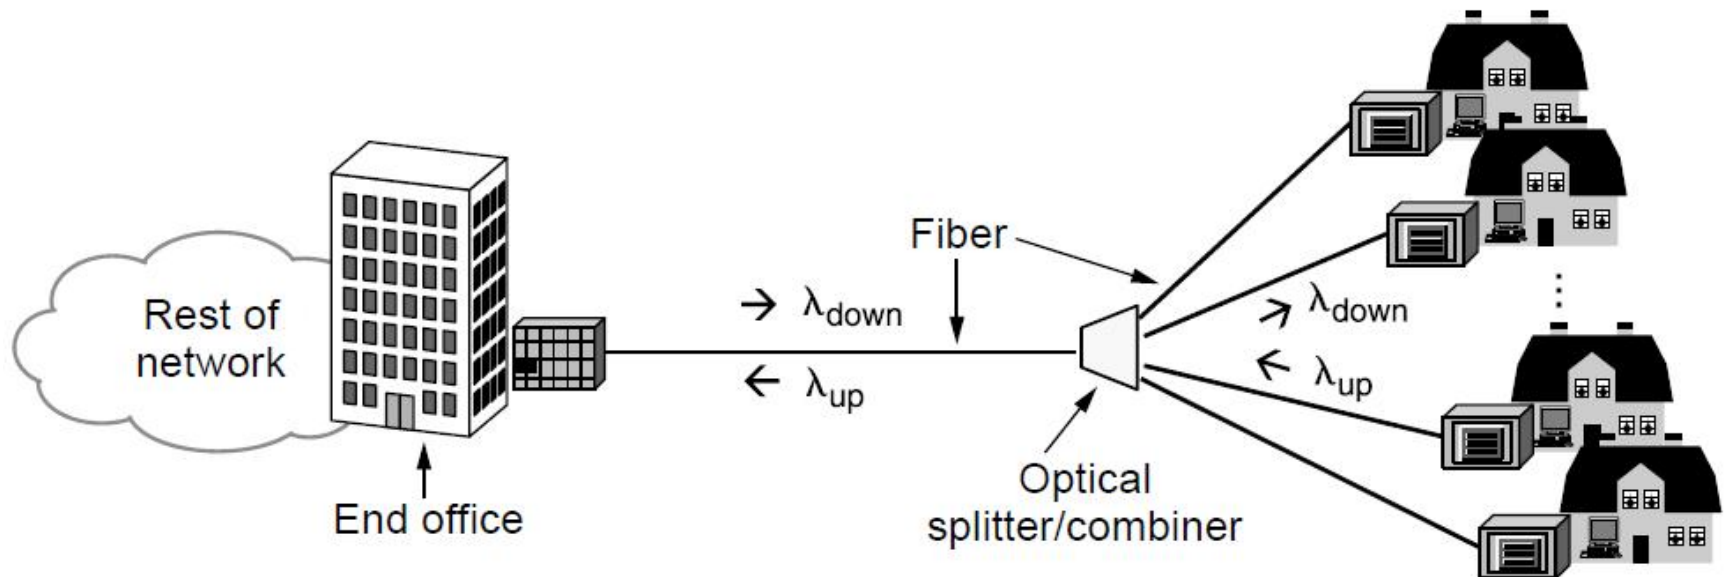 Rest of
network
End office
→ λdown
← λup
Fiber
Optical
splitter/combiner
→ λdown
← λup